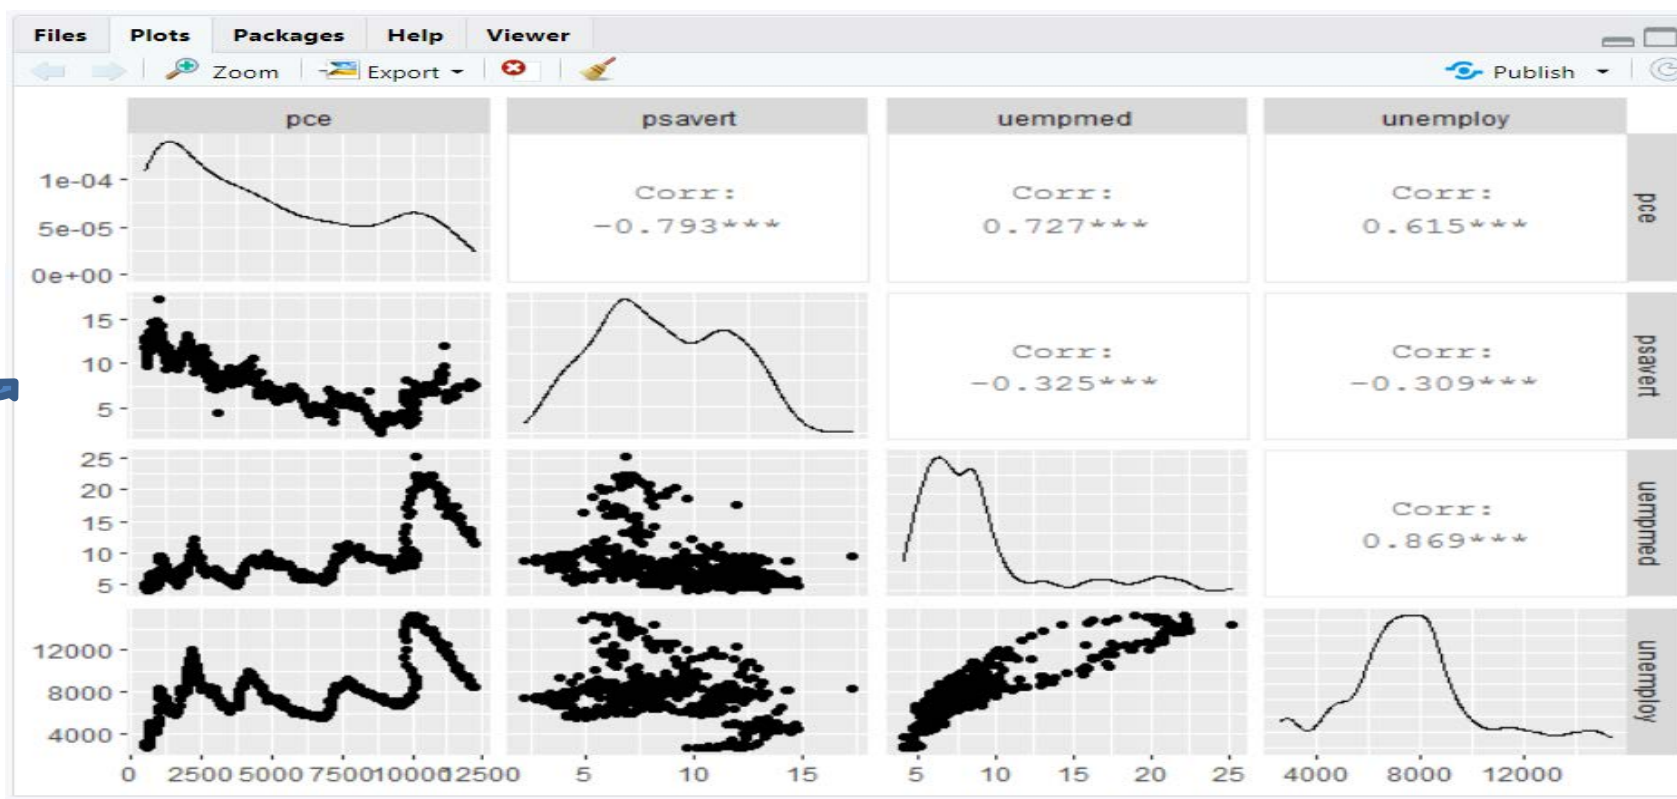 Files Plots Packages Help Viewer
Zoom Export Publish
pce psavert uempmed unemploy
1e-04
5e-05
0e+00
Corr:
-0.793***
Corr:
0.727***
Corr:
0.615***
pce
15
10
5
Corr:
-0.325***
Corr:
-0.309***
psavert
25
20
15
10
5
Corr:
0.869***
uempmed
12000
8000
4000
unemploy
0 2500 5000 7500 10000 12500 5 10 15 5 10 15 20 25 4000 8000 12000